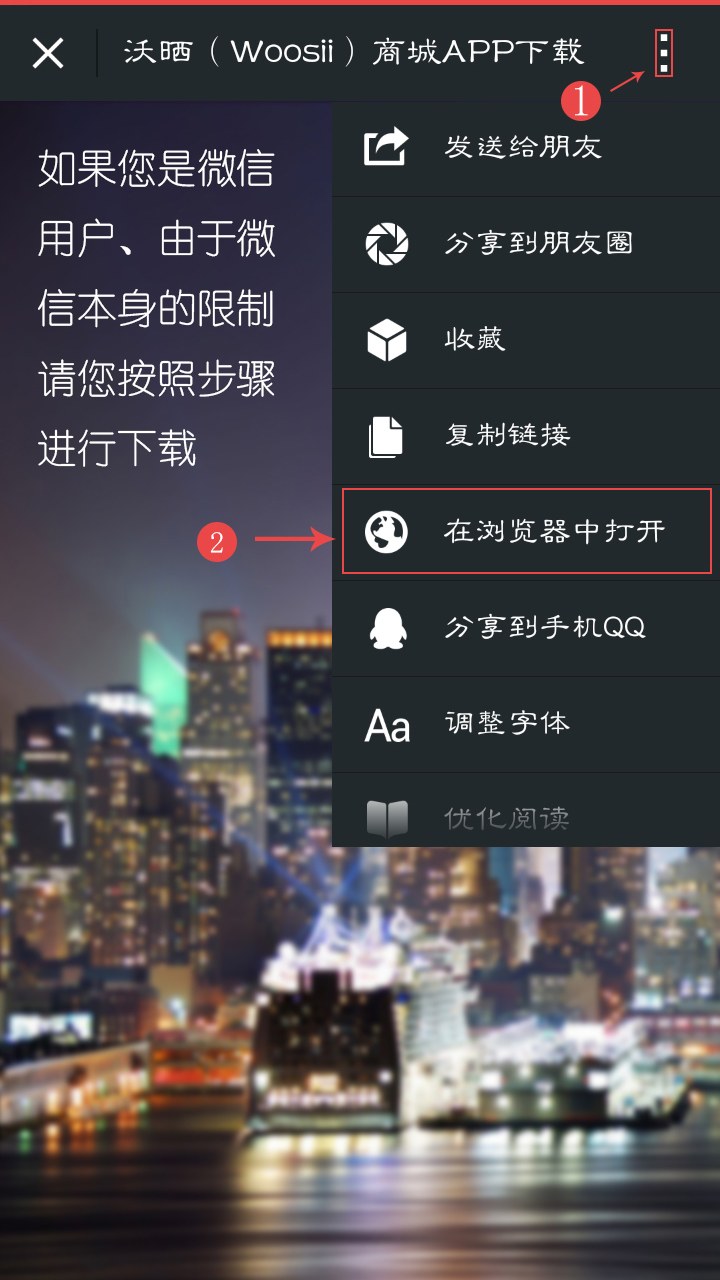 沃晒（Woosii）商城APP下载
1
如果您是微信
用户、由于微
信本身的限制
请您按照步骤
进行下载
发送给朋友
分享到朋友圈
收藏
复制链接
2
在浏览器中打开
分享到手机QQ
Aa 调整字体
优化阅读